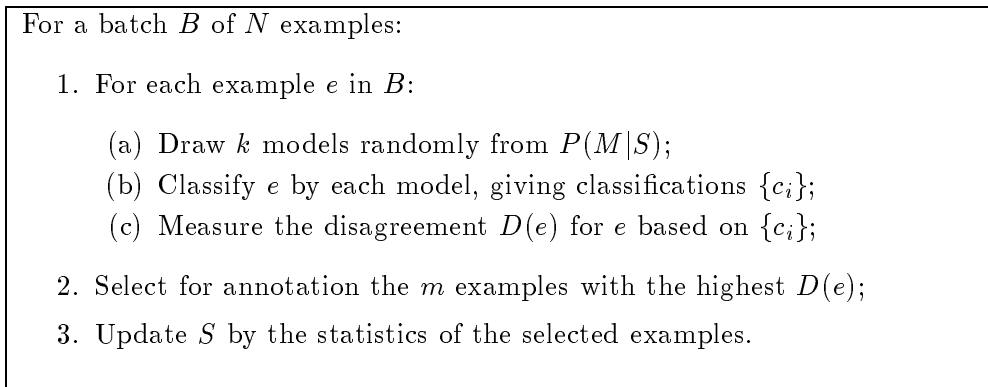 For a batch B of N examples:
1. For each example e in B:
(a) Draw k models randomly from P(M|S);
(b) Classify e by each model, giving classifications {c_i};
(c) Measure the disagreement D(e) for e based on {c_i};
2. Select for annotation the m examples with the highest D(e);
3. Update S by the statistics of the selected examples.